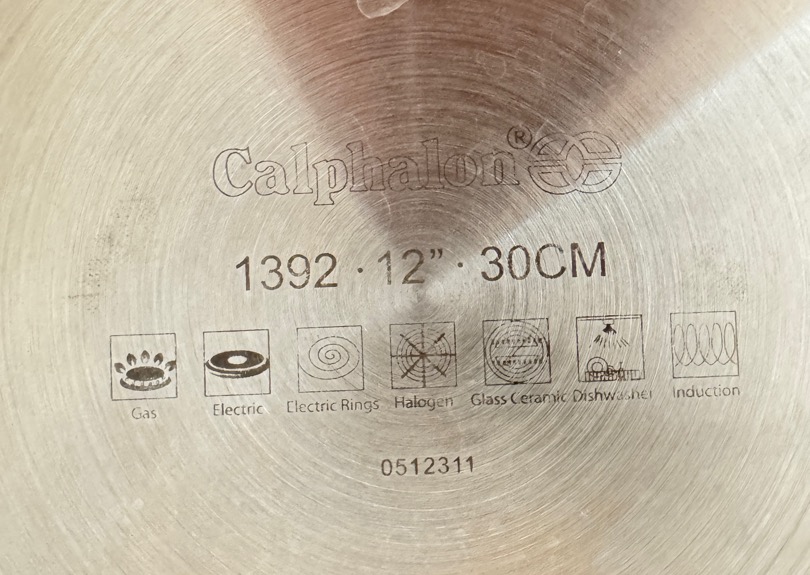 Calphalon®
1392 · 12” · 30CM
Gas Electric Electric Rings Halogen Glass Ceramic Dishwasher Induction
0512311